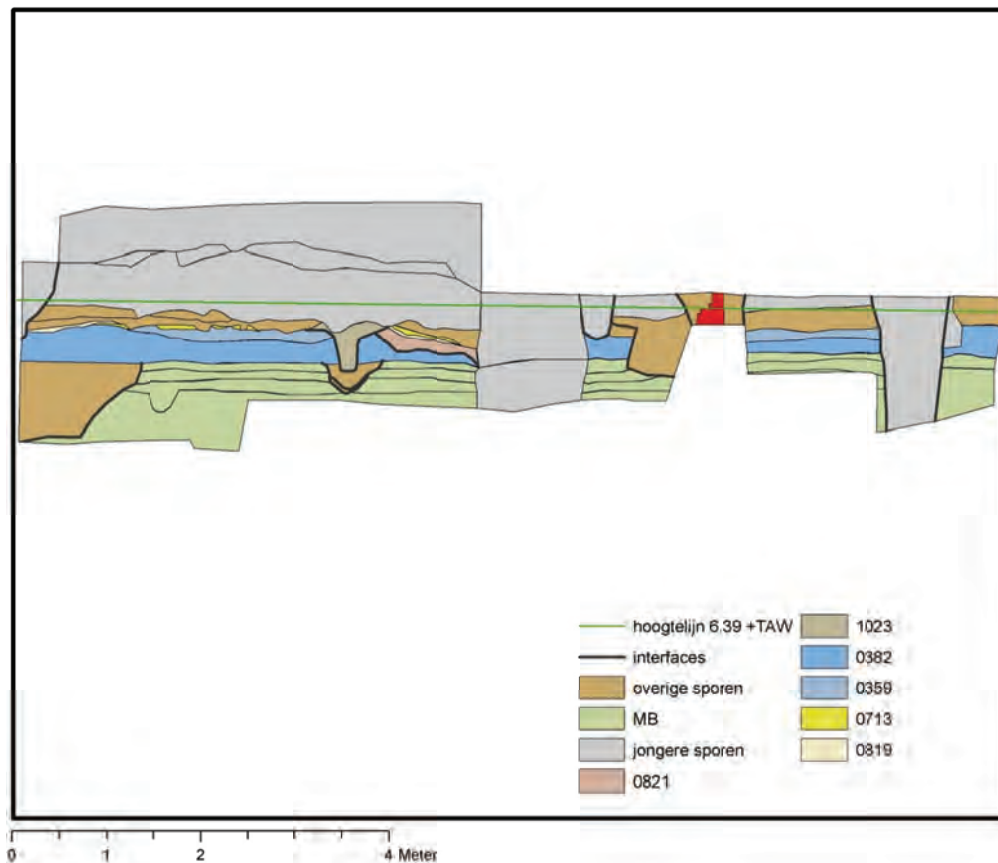 hoogtelijn 6.39 +TAW
interfaces
overige sporen
MB
jongere sporen
0821
1023
0382
0359
0713
0819
0 1 2 4 Meter